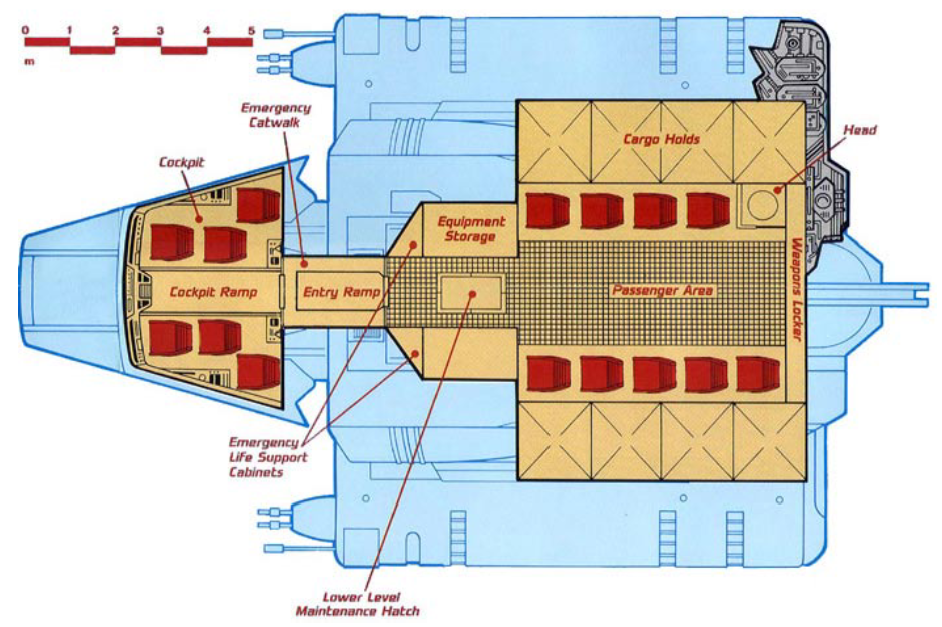 0 1 2 3 4 5
m
Emergency
Catwalk
Cockpit
Cargo Holds
Head
Equipment
Storage
Cockpit Ramp
Entry Ramp
Passenger Area
Weapons Locker
Emergency
Life Support
Cabinets
Lower Level
Maintenance Hatch